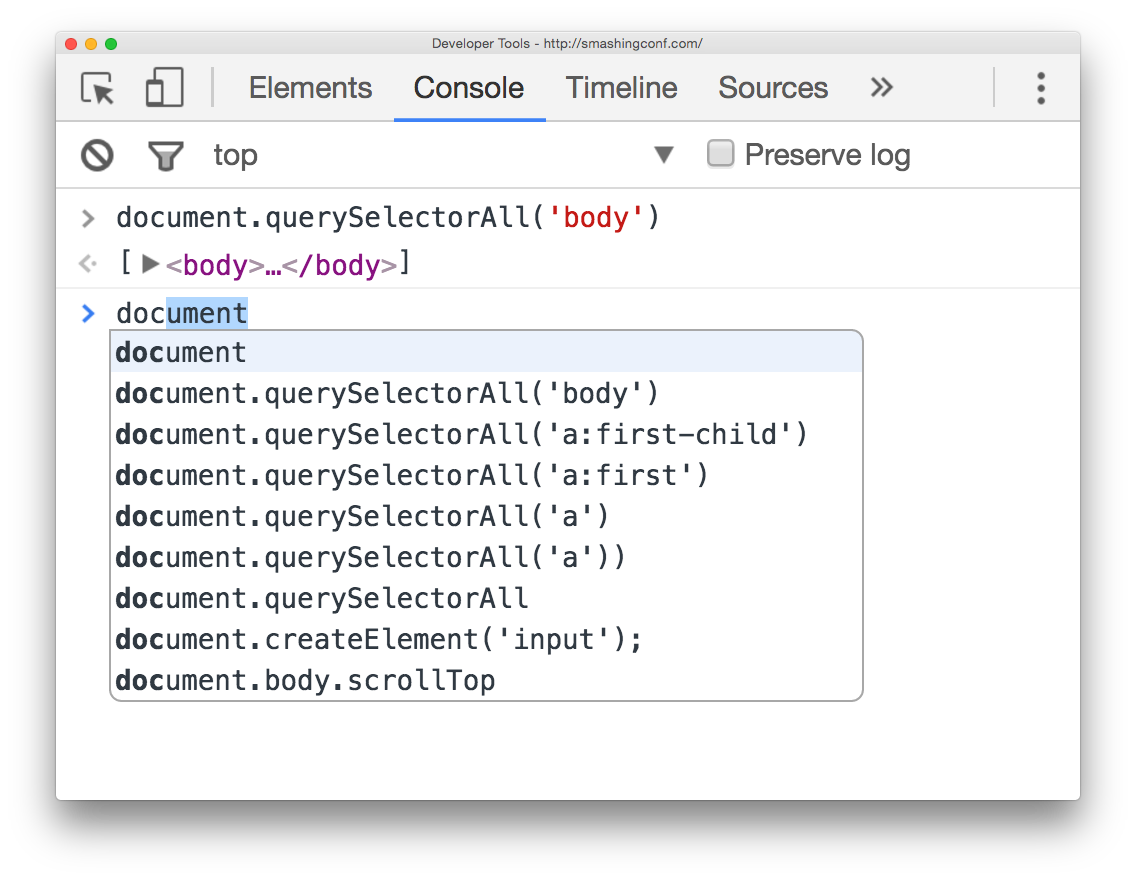 Developer Tools - http://smashingconf.com/
Elements Console Timeline Sources »
top ▼ Preserve log
> document.querySelectorAll('body')
[▶<body>…</body>]
> document
document
document.querySelectorAll('body')
document.querySelectorAll('a:first-child')
document.querySelectorAll('a:first')
document.querySelectorAll('a')
document.querySelectorAll('a'))
document.querySelectorAll
document.createElement('input');
document.body.scrollTop